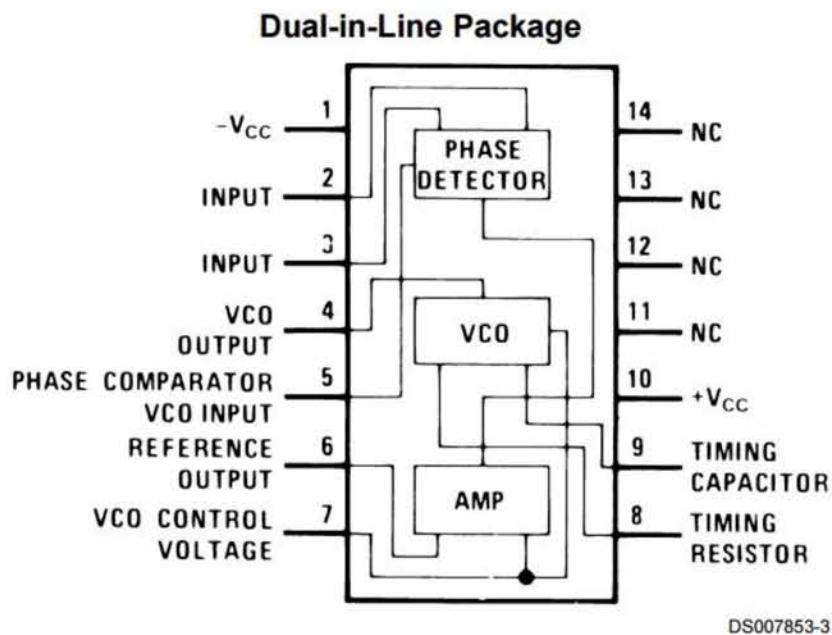 Dual-in-Line Package
1
-VCC
2
INPUT
3
INPUT
4
VCO
OUTPUT
5
PHASE COMPARATOR
VCO INPUT
6
REFERENCE
OUTPUT
7
VCO CONTROL
VOLTAGE
PHASE
DETECTOR
VCO
AMP
14
NC
13
NC
12
NC
11
NC
10
+VCC
9
TIMING
CAPACITOR
8
TIMING
RESISTOR
DS007853-3